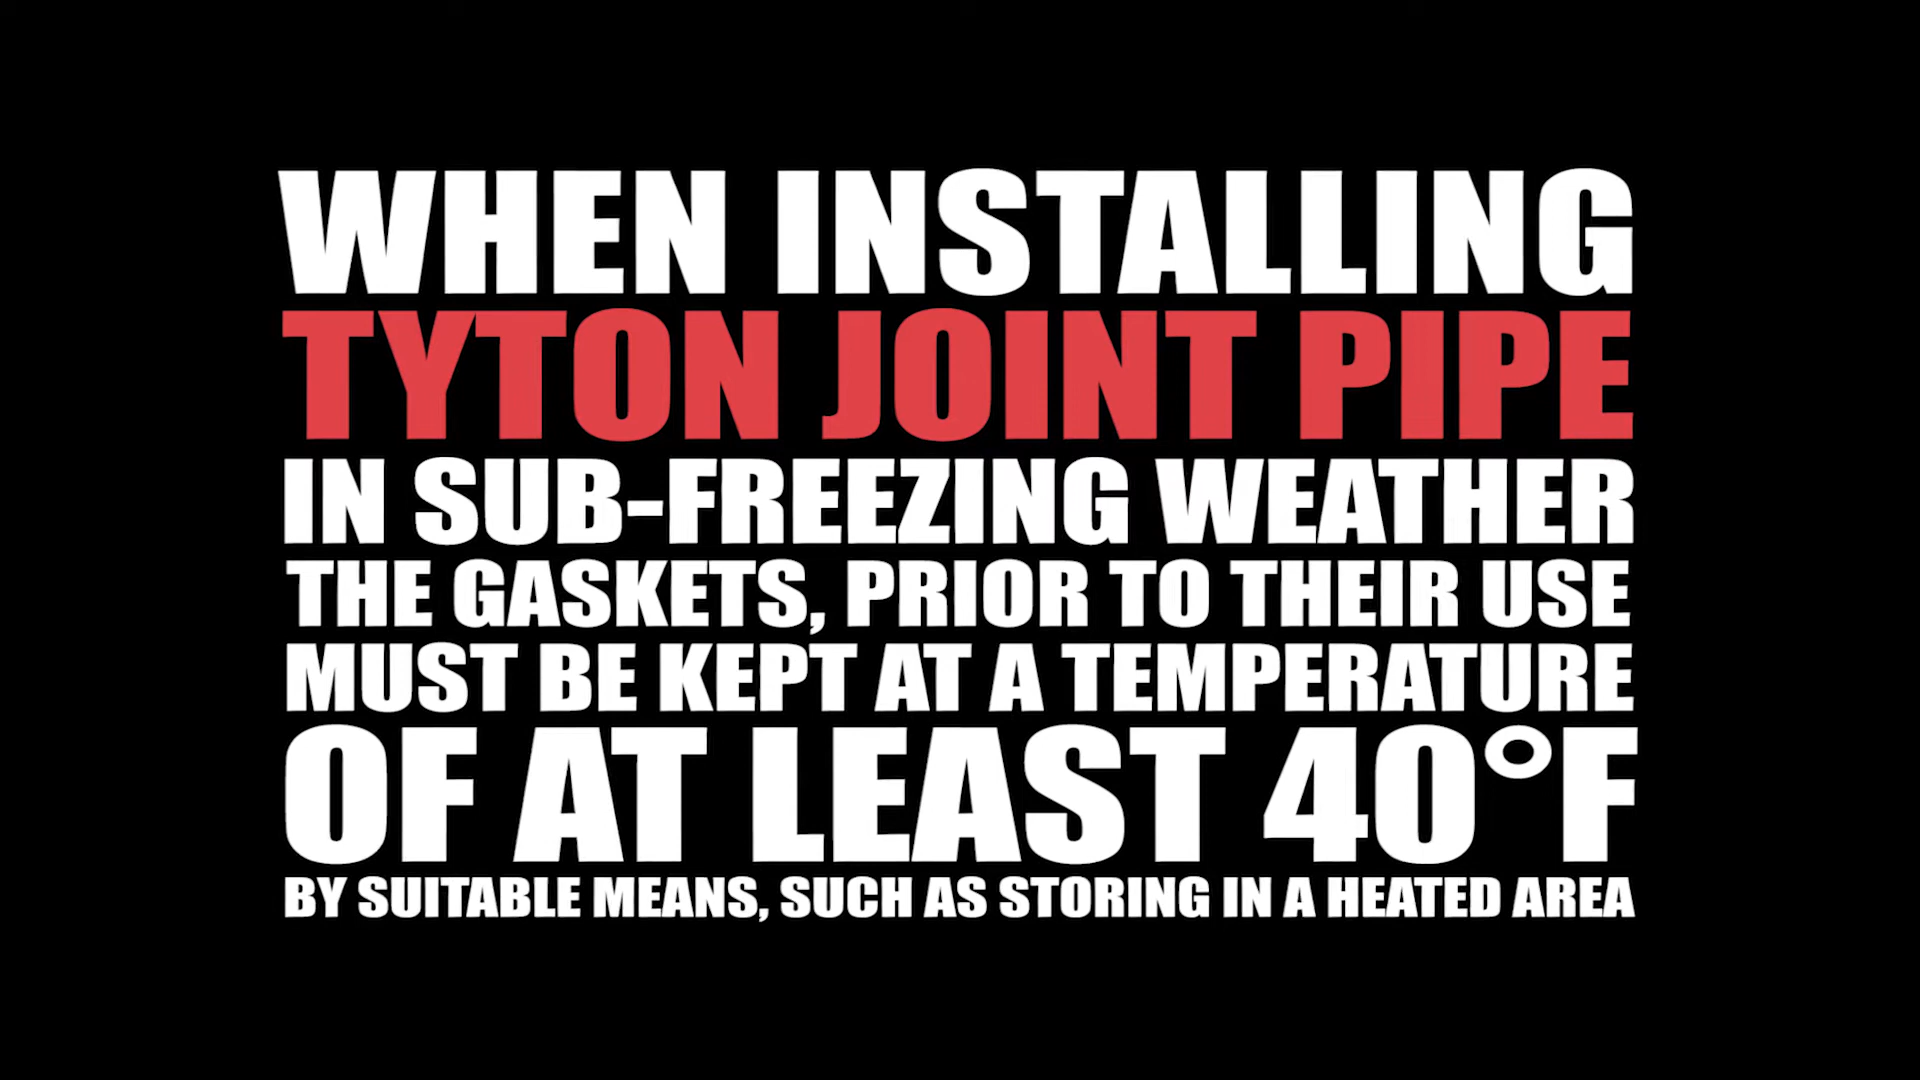 WHEN INSTALLING
TYTON JOINT PIPE
IN SUB-FREEZING WEATHER
THE GASKETS, PRIOR TO THEIR USE
MUST BE KEPT AT A TEMPERATURE
OF AT LEAST 40°F
BY SUITABLE MEANS, SUCH AS STORING IN A HEATED AREA